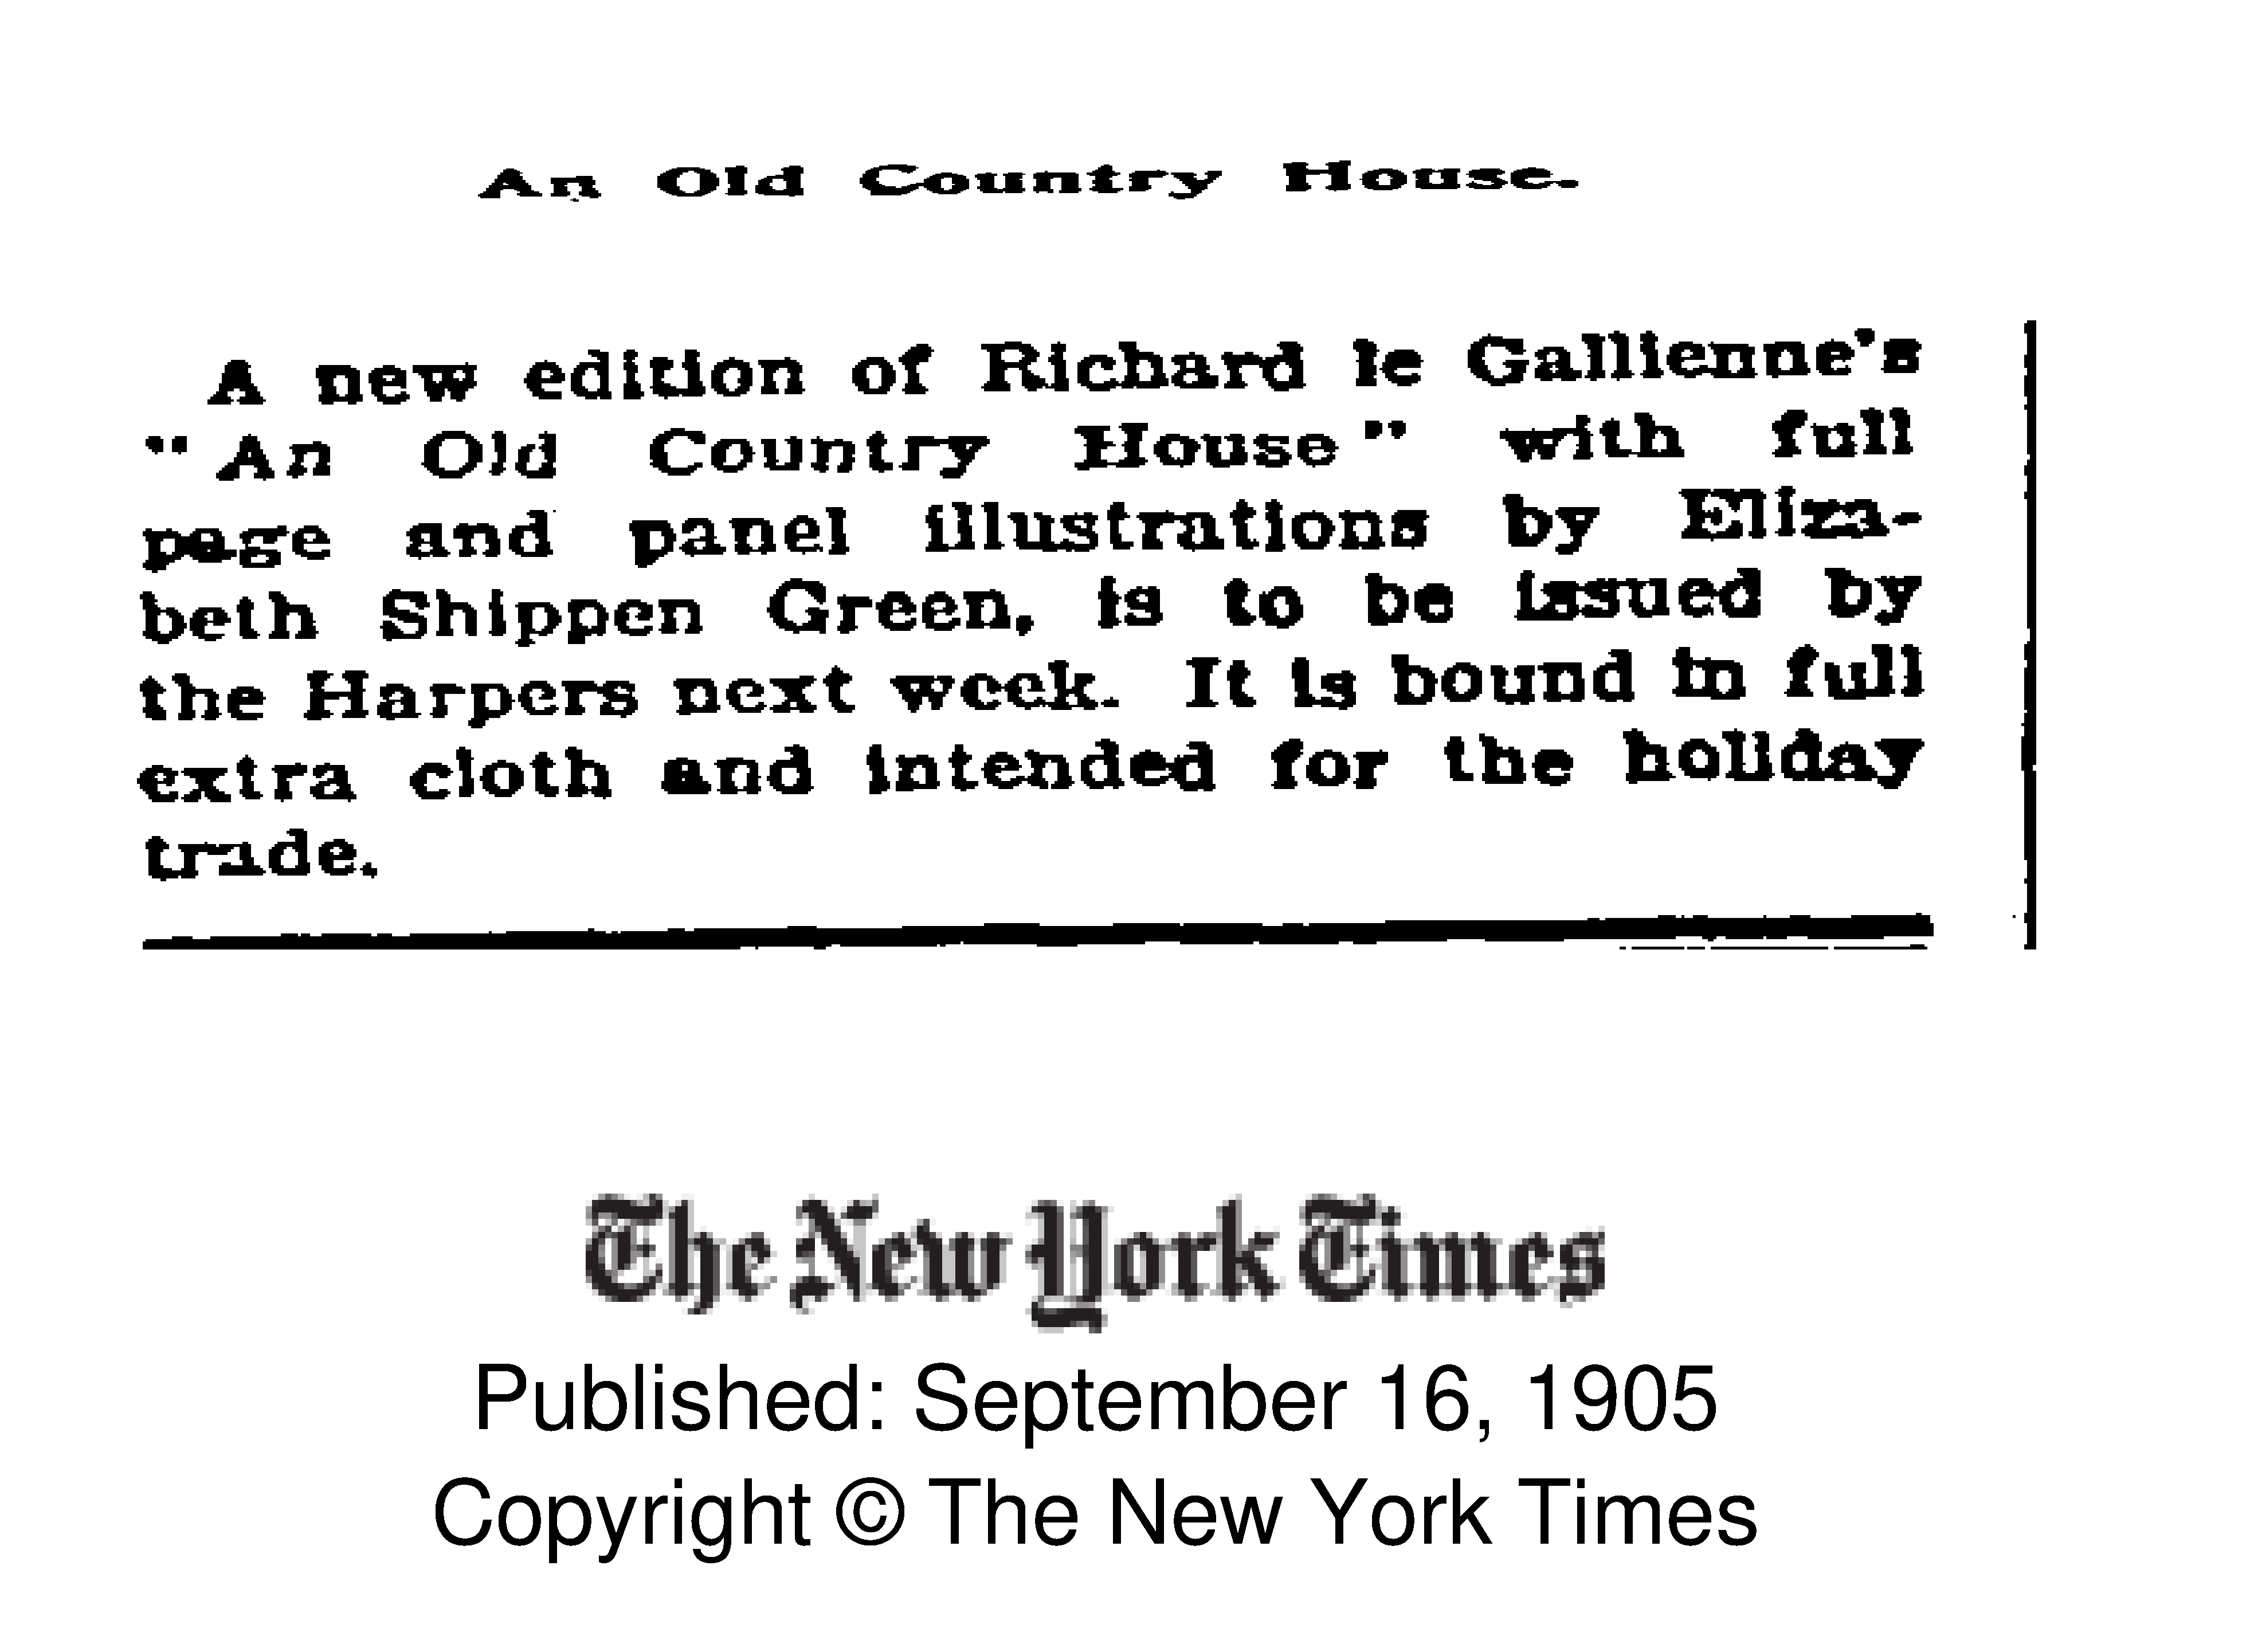 An Old Country House.
A new edition of Richard le Gallienne's
"An Old Country House" with full
page and panel illustrations by Eliza-
beth Shippen Green, is to be issued by
the Harpers next week. It is bound in full
extra cloth and intended for the holiday
trade.
The New York Times
Published: September 16, 1905
Copyright © The New York Times